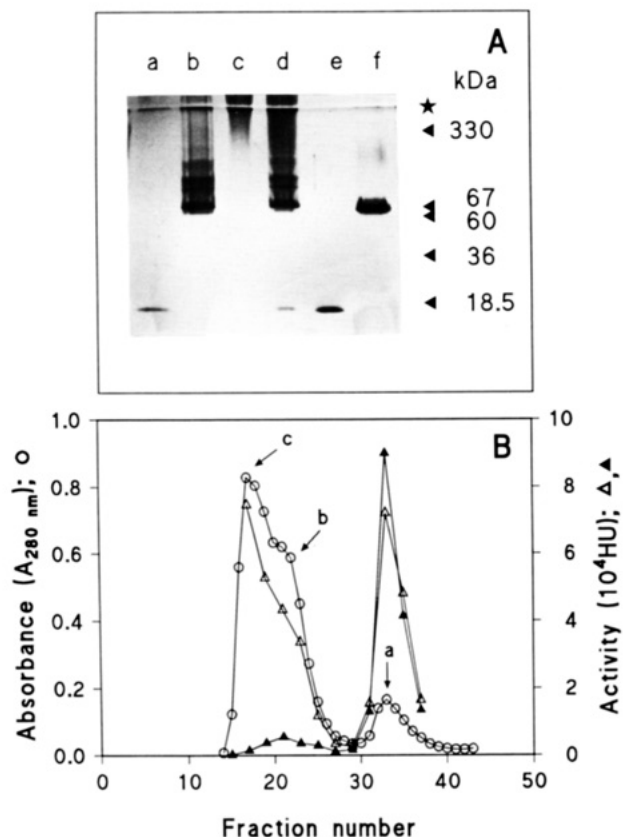 A
a b c d e f
kDa
★
◄ 330
◄ 67
◄ 60
◄ 36
◄ 18.5
B
Absorbance (A280 nm); ○
1.0
0.8
0.6
0.4
0.2
0.0
c
b
a
10
8
6
4
2
0
Activity (10⁴HU); △,▲
0 10 20 30 40 50
Fraction number